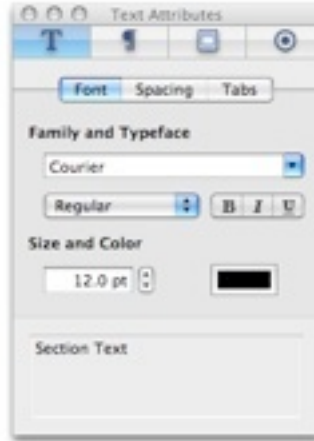 Text Attributes
T ¶
Font Spacing Tabs
Family and Typeface
Courier
Regular B I U
Size and Color
12.0 pt
Section Text